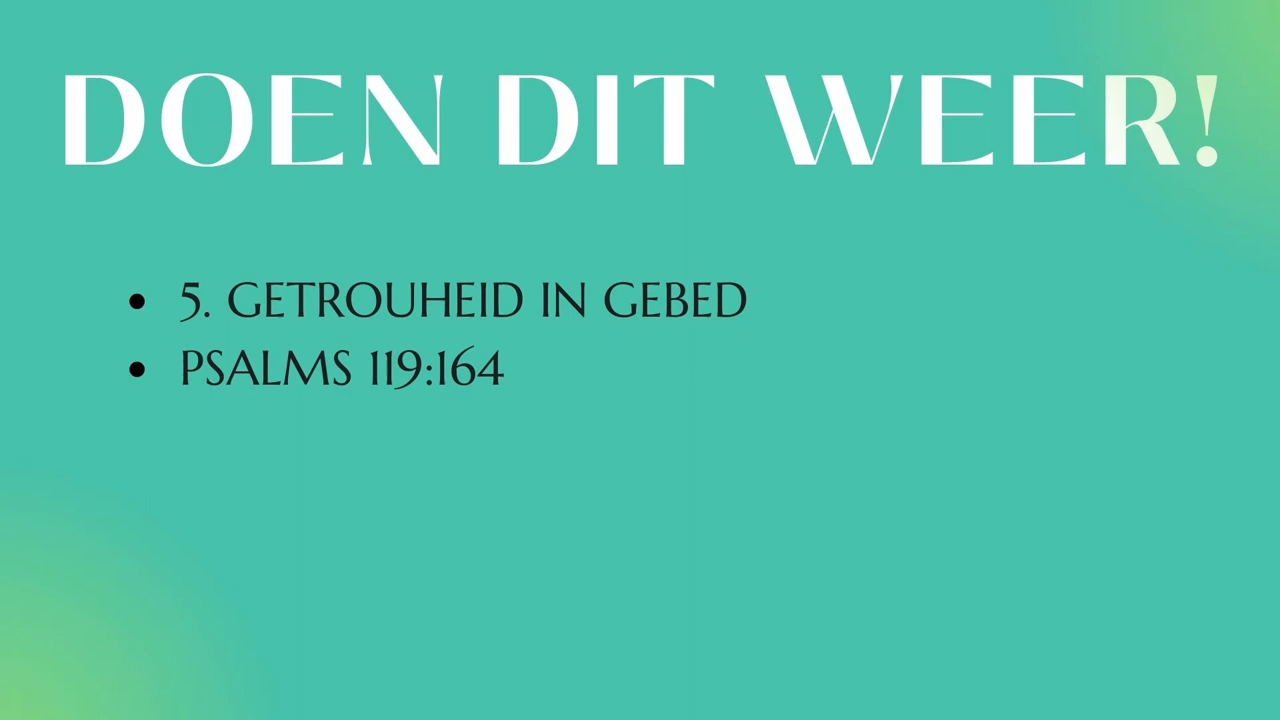 DOEN DIT WEER!
• 5. GETROUHEID IN GEBED
• PSALMS 119:164